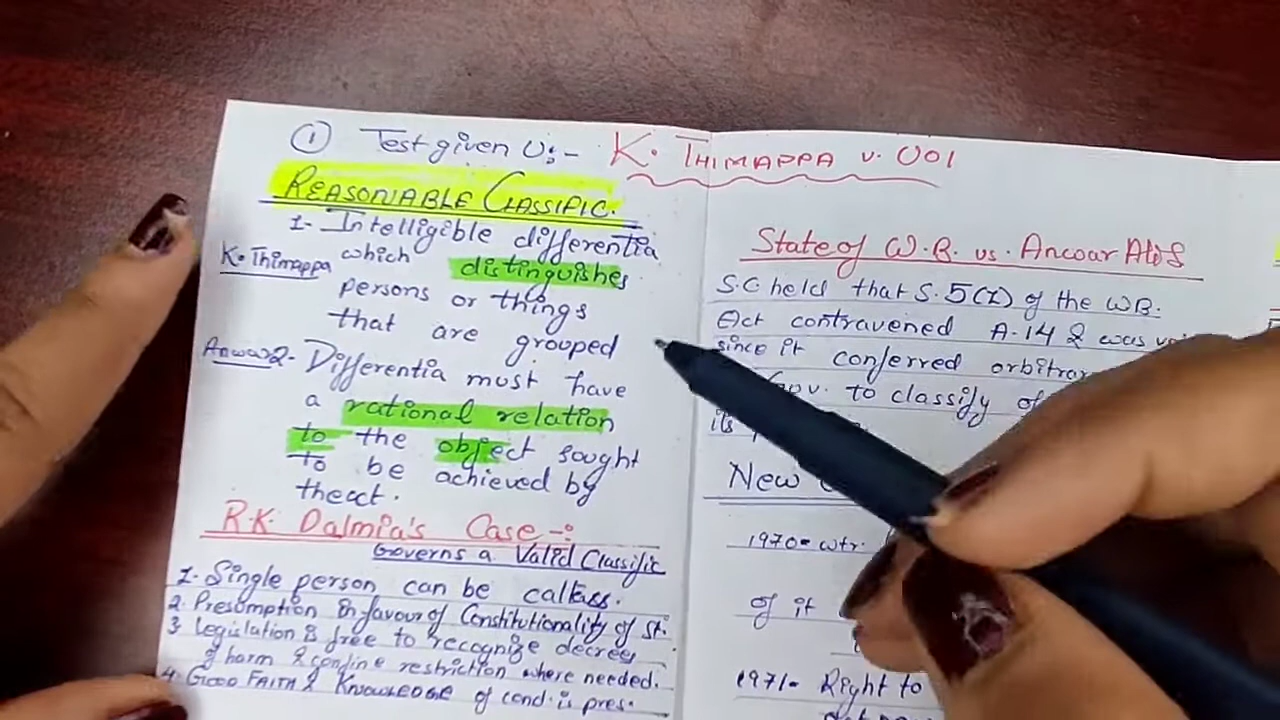 ① Test given U:- K. THIMAPPA v. UOI
REASONABLE CLASSIFIC.
1- Intelligible differentia
K. Thimappa which distinguishes
persons or things
that are grouped
Anwar 2- Differentia must have
a rational relation
to the object sought
to be achieved by
the act.
R.K. Dalmia's Case-:
Governs a Valid Classific
1. Single person can be
2. Presumption in favour of Constitutionality of St.
3 legislation is free to recognize decrees
of harm & confine restriction where needed.
4. GOOD FAITH & KNOWLEDGE of cond. is pres.
State of W.B. vs. Anwar Ali
S.C held that S.5(1) of the WB.
Act contravened A-14 & was
since it conferred
Gov. to classify
its
New
1970-
of it
1971- Right to